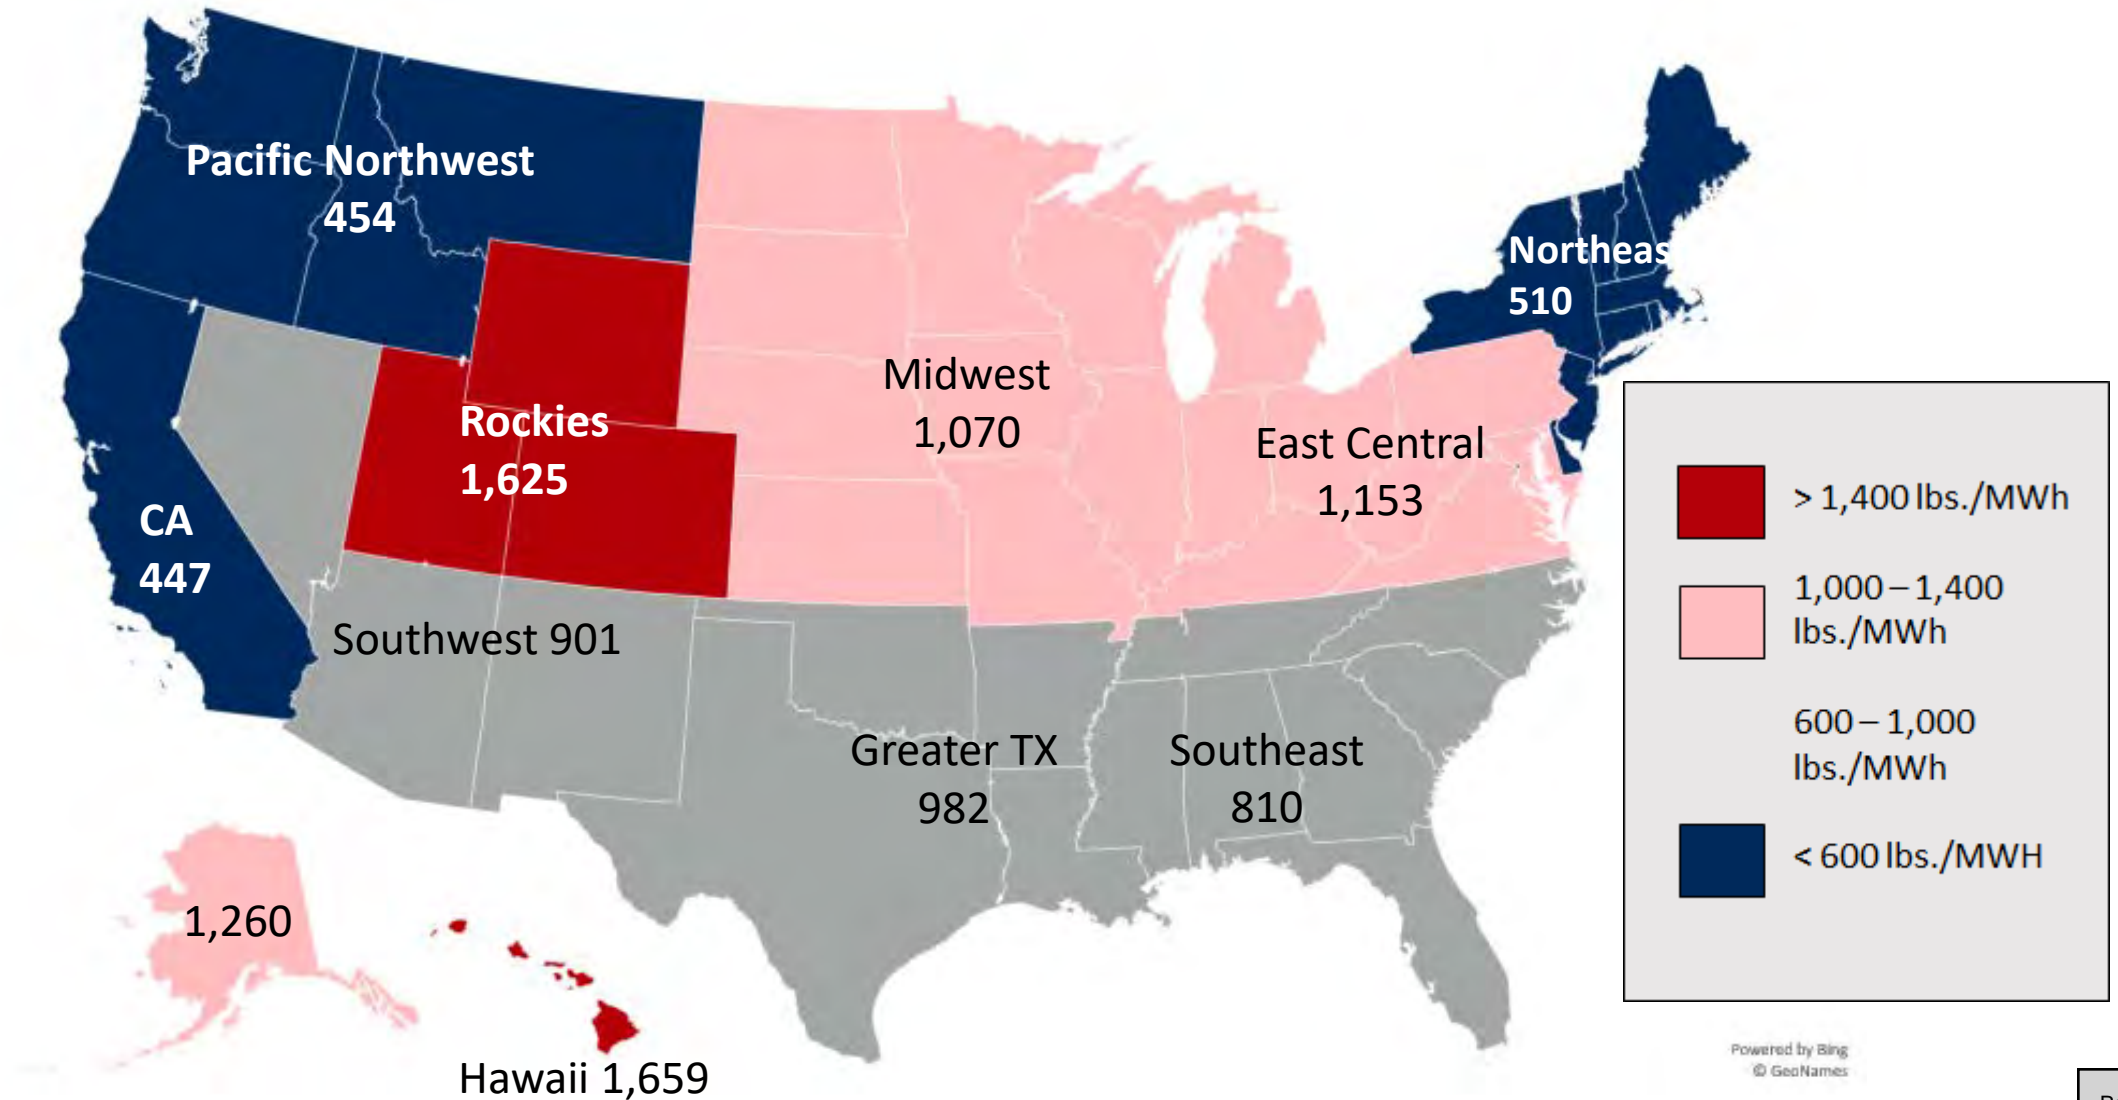 Pacific Northwest
454
Northeas
510
Midwest
1,070
Rockies
1,625
East Central
1,153
CA
447
Southwest 901
Greater TX
982
Southeast
810
1,260
Hawaii 1,659
> 1,400 lbs./MWh
1,000 – 1,400
lbs./MWh
600 – 1,000
lbs./MWh
< 600 lbs./MWH
Powered by Bing
© GeoNames